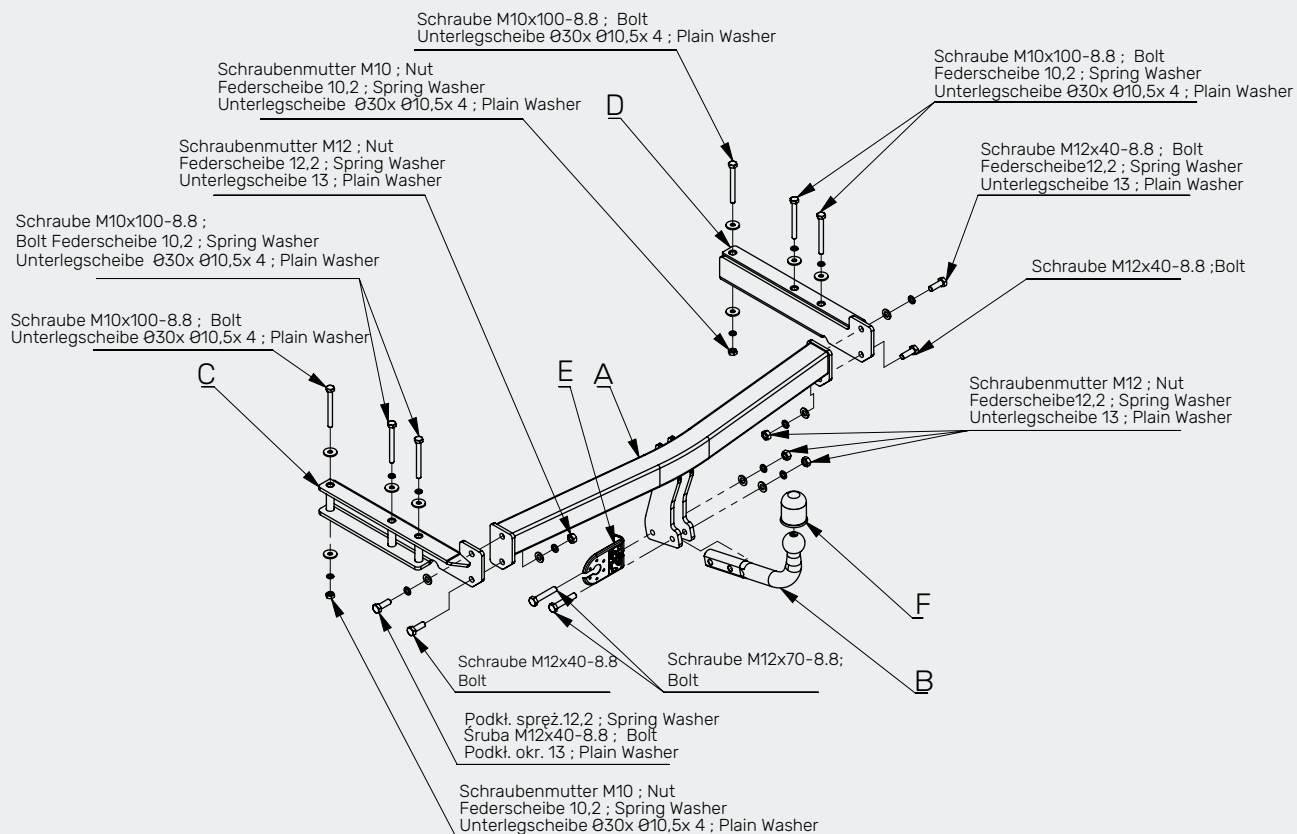 Schraube M10x100-8.8 ; Bolt
Unterlegscheibe Ø30x Ø10,5x 4 ; Plain Washer
Schraube M10x100-8.8 ; Bolt
Federscheibe 10,2 ; Spring Washer
Unterlegscheibe Ø30x Ø10,5x 4 ; Plain Washer
Schraubenmutter M10 ; Nut
Federscheibe 10,2 ; Spring Washer
Unterlegscheibe Ø30x Ø10,5x 4 ; Plain Washer
D
Schraubenmutter M12 ; Nut
Federscheibe 12,2 ; Spring Washer
Unterlegscheibe 13 ; Plain Washer
Schraube M12x40-8.8 ; Bolt
Federscheibe12,2 ; Spring Washer
Unterlegscheibe 13 ; Plain Washer
Schraube M10x100-8.8 ;
Bolt Federscheibe 10,2 ; Spring Washer
Unterlegscheibe Ø30x Ø10,5x 4 ; Plain Washer
Schraube M12x40-8.8 ;Bolt
Schraube M10x100-8.8 ; Bolt
Unterlegscheibe Ø30x Ø10,5x 4 ; Plain Washer
C
E
A
Schraubenmutter M12 ; Nut
Federscheibe12,2 ; Spring Washer
Unterlegscheibe 13 ; Plain Washer
F
B
Schraube M12x40-8.8
Bolt
Schraube M12x70-8.8;
Bolt
Podkł. spręż.12,2 ; Spring Washer
Śruba M12x40-8.8 ; Bolt
Podkł. okr. 13 ; Plain Washer
Schraubenmutter M10 ; Nut
Federscheibe 10,2 ; Spring Washer
Unterlegscheibe Ø30x Ø10,5x 4 ; Plain Washer